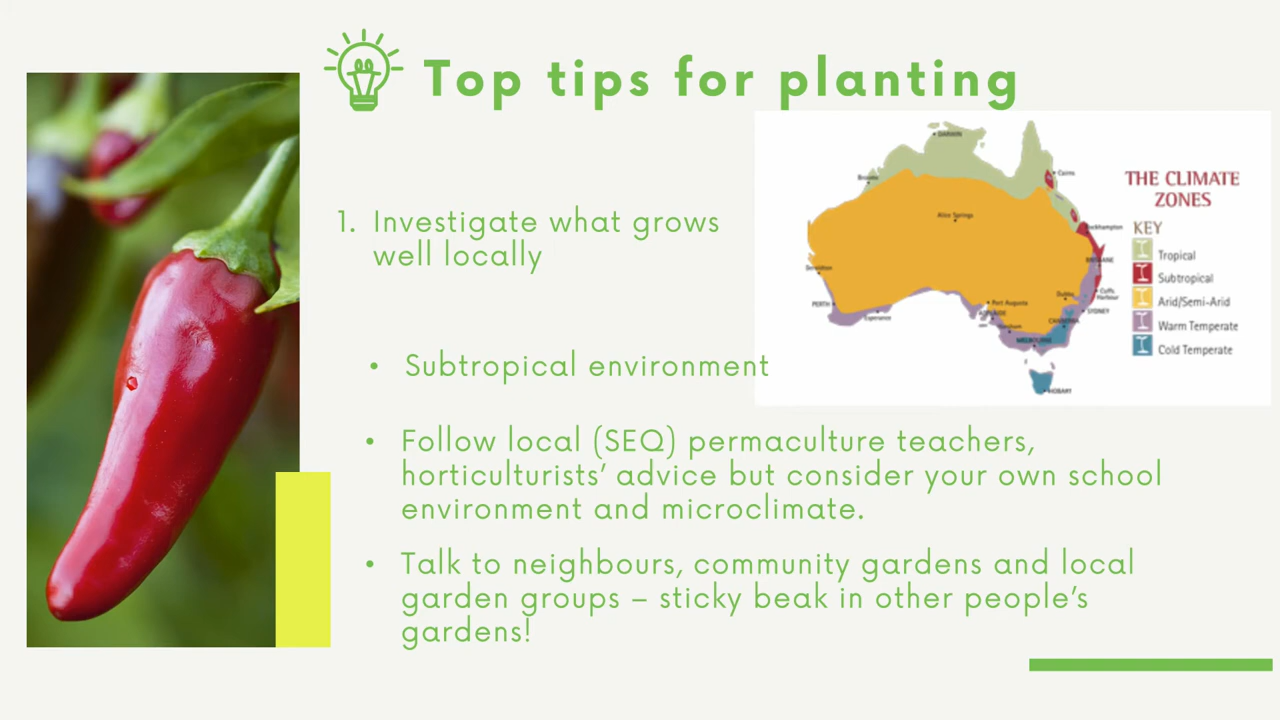 Top tips for planting
1. Investigate what grows
well locally
• Subtropical environment
• Follow local (SEQ) permaculture teachers,
horticulturists' advice but consider your own school
environment and microclimate.
• Talk to neighbours, community gardens and local
garden groups – sticky beak in other people's
gardens!
THE CLIMATE
ZONES
KEY
Tropical
Subtropical
Arid/Semi-Arid
Warm Temperate
Cold Temperate
DARWIN
Cairns
Broome
Alice Springs
Rockhampton
BRISBANE
Geraldton
Dubbo
Coffs
Harbour
PERTH
Port Augusta
SYDNEY
Esperance
ADELAIDE
CANBERRA
Horsham
MELBOURNE
HOBART